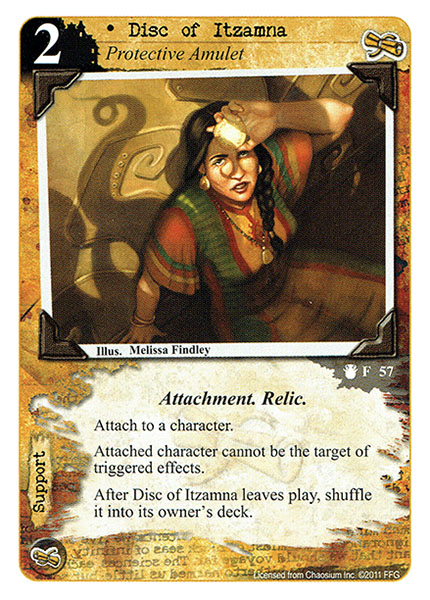 2
• Disc of Itzamna
Protective Amulet
Illus. Melissa Findley
F 57
Attachment. Relic.
Attach to a character.
Attached character cannot be the target of
triggered effects.
After Disc of Itzamna leaves play, shuffle
it into its owner's deck.
Support
Licensed from Chaosium Inc. ©2011 FFG